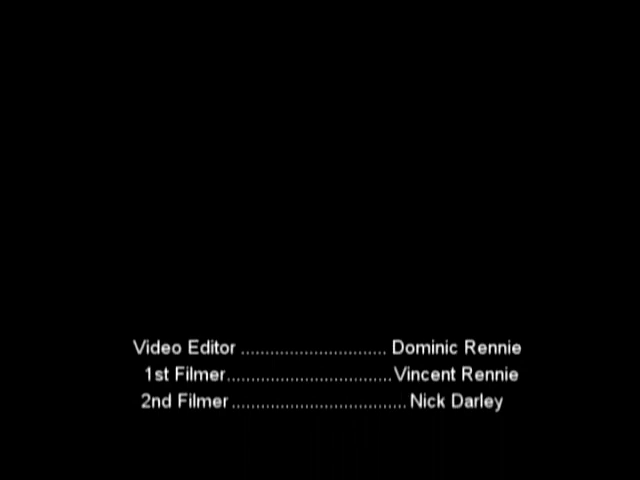 Video Editor .............................. Dominic Rennie
1st Filmer..................................Vincent Rennie
2nd Filmer.................................... Nick Darley